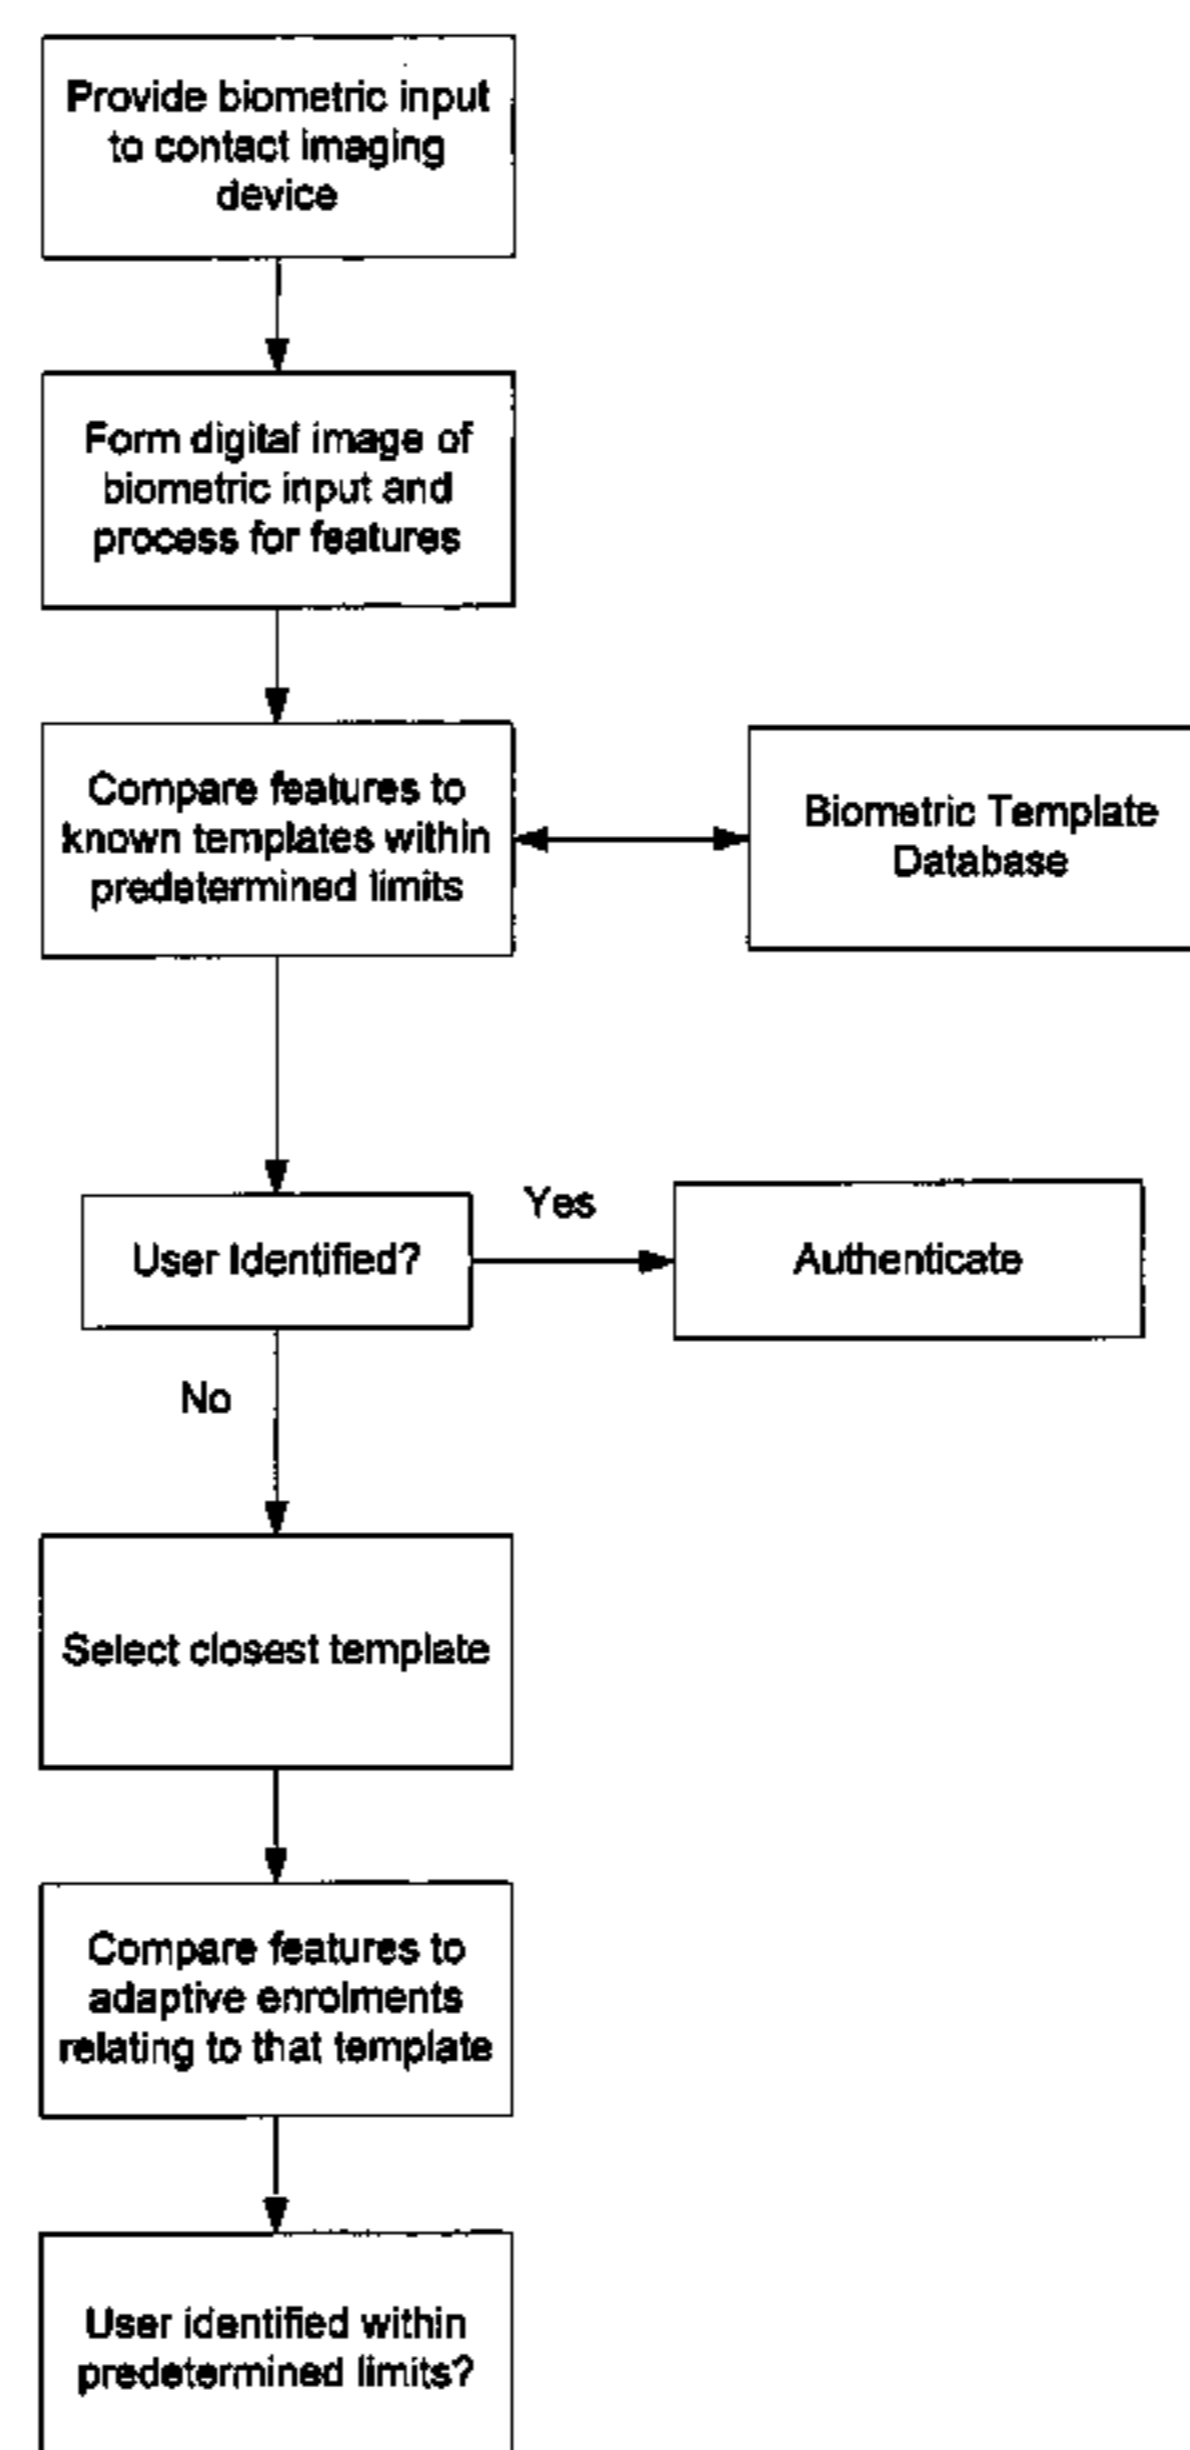 Provide biometric input
to contact imaging
device
Form digital image of
biometric input and
process for features
Compare features to
known templates within
predetermined limits
Biometric Template
Database
User Identified?
Yes
Authenticate
No
Select closest template
Compare features to
adaptive enrolments
relating to that template
User identified within
predetermined limits?